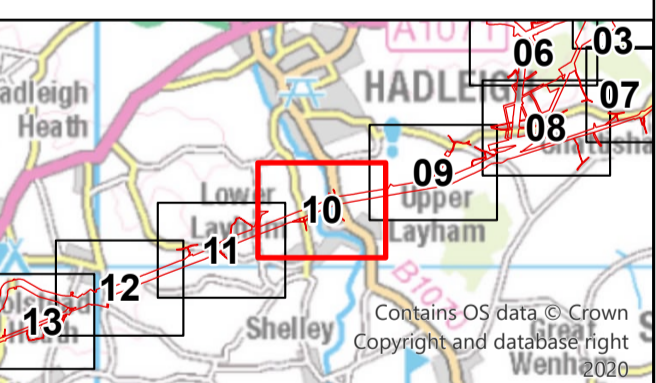 A1071
03
06
HADLEIGH
07
adleigh
Heath
08
09
Lower
Layham
10
Upper
Layham
11
12
B1070
13
Shelley
Contains OS data © Crown
Copyright and database right
2020
Great
Wenham
S